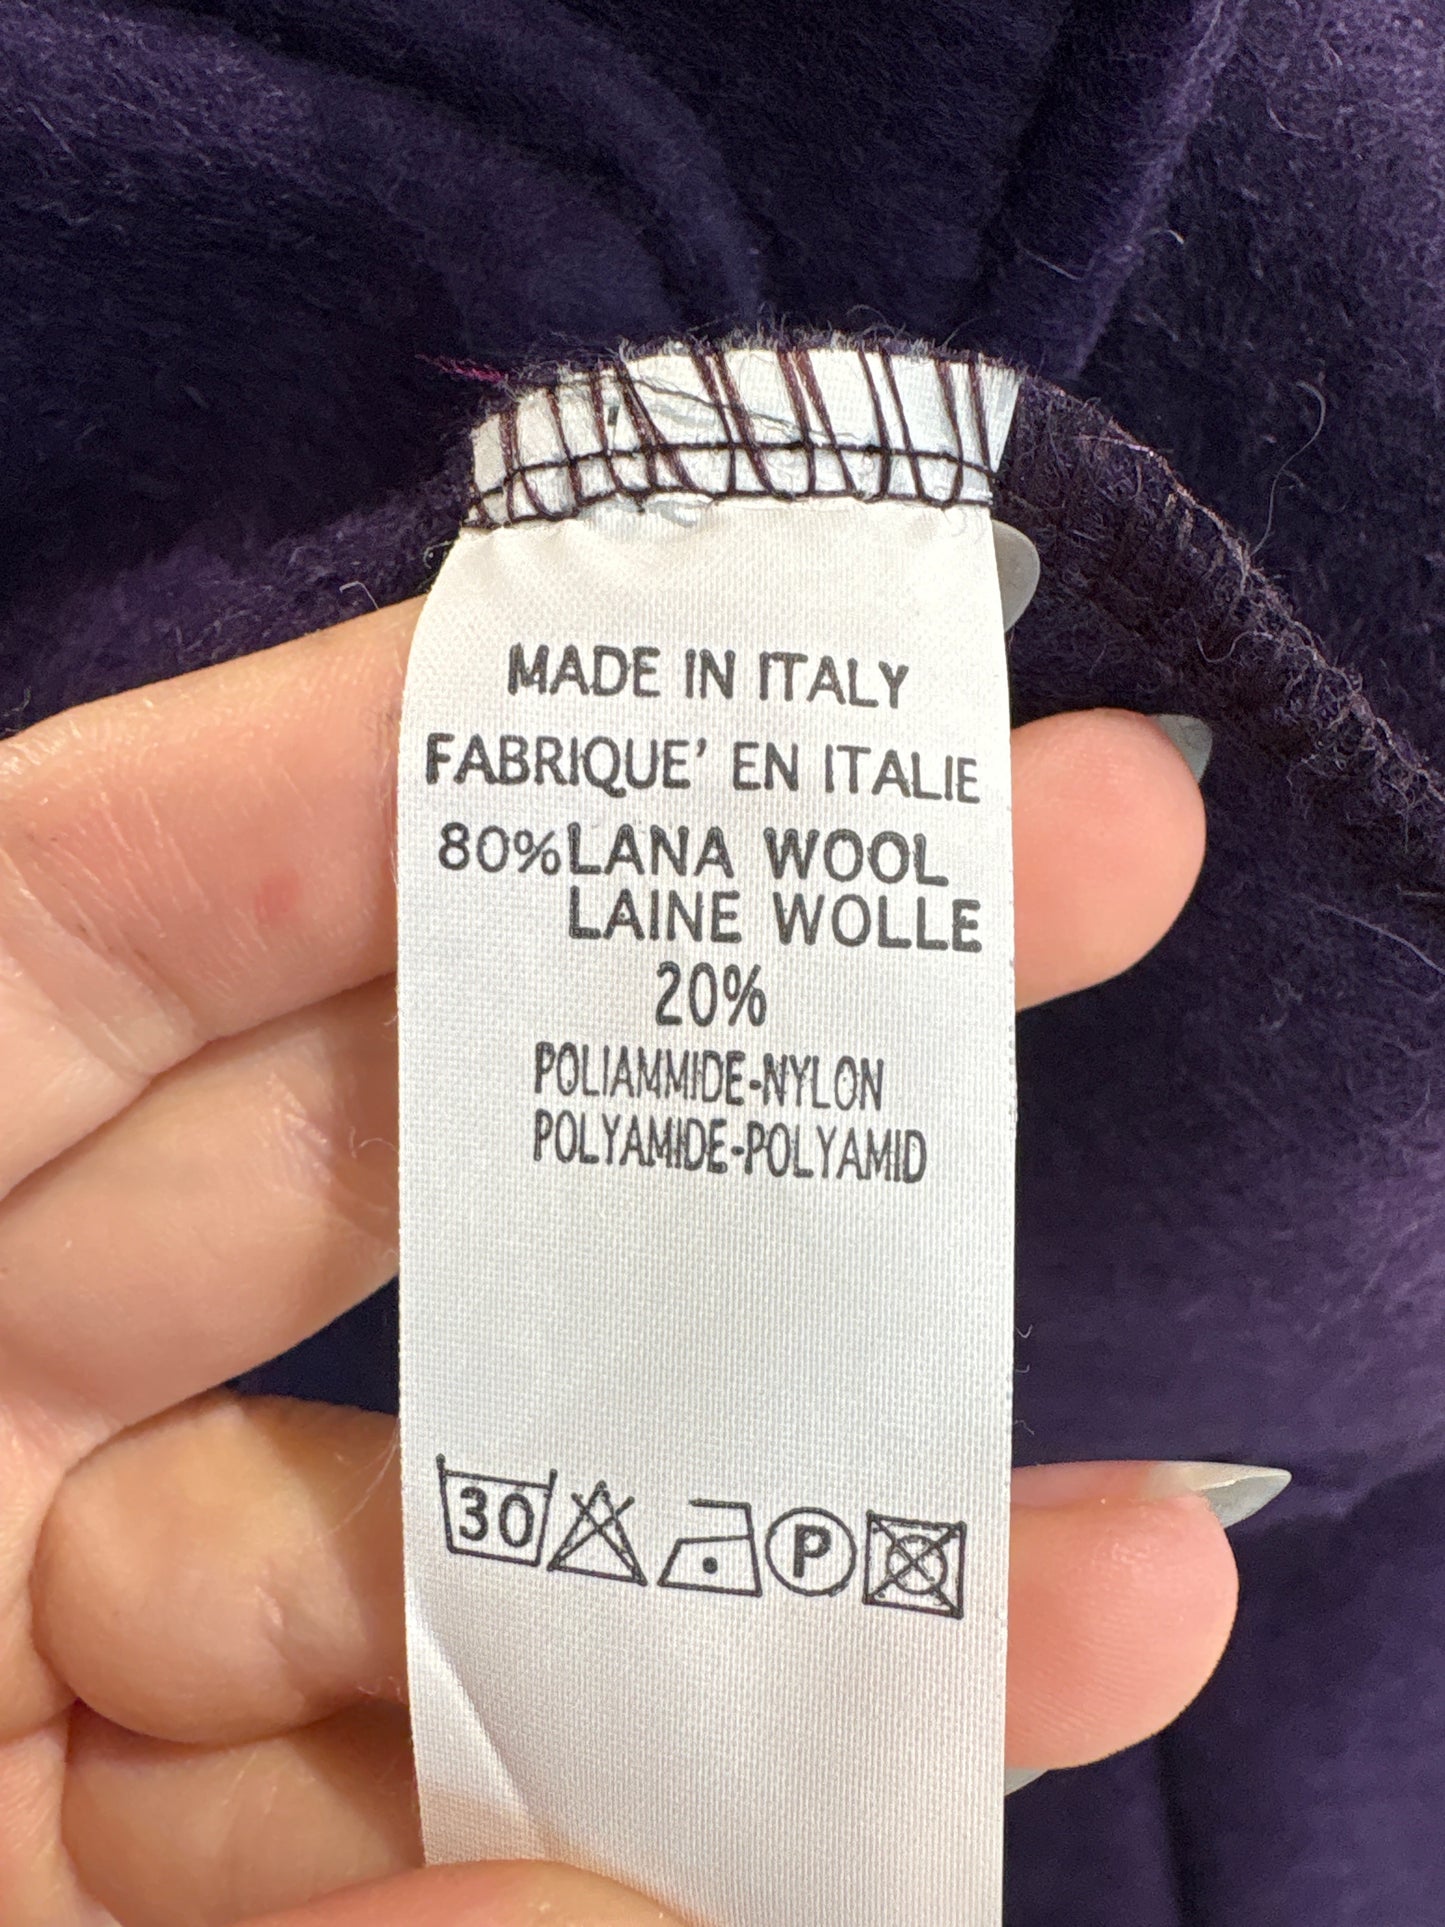 MADE IN ITALY
FABRIQUE' EN ITALIE
80% LANA WOOL
LAINE WOLLE
20%
POLIAMMIDE-NYLON
POLYAMIDE-POLYAMID
30 P